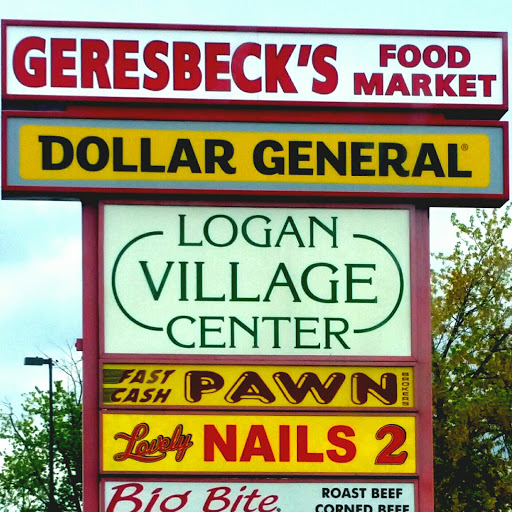 GERESBECK'S FOOD
MARKET
DOLLAR GENERAL®
LOGAN
VILLAGE
CENTER
FAST
CASH
PAWN
BROKERS
Lovely NAILS 2
Big Bite ROAST BEEF
CORNED BEEF